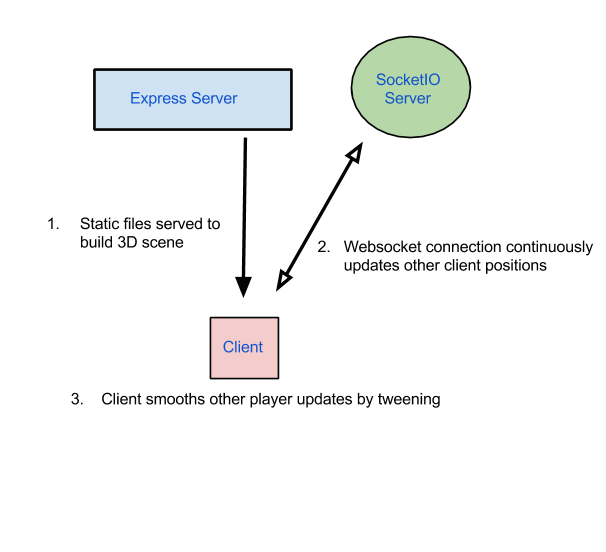 Express Server
SocketIO
Server
1. Static files served to
build 3D scene
2. Websocket connection continuously
updates other client positions
Client
3. Client smooths other player updates by tweening